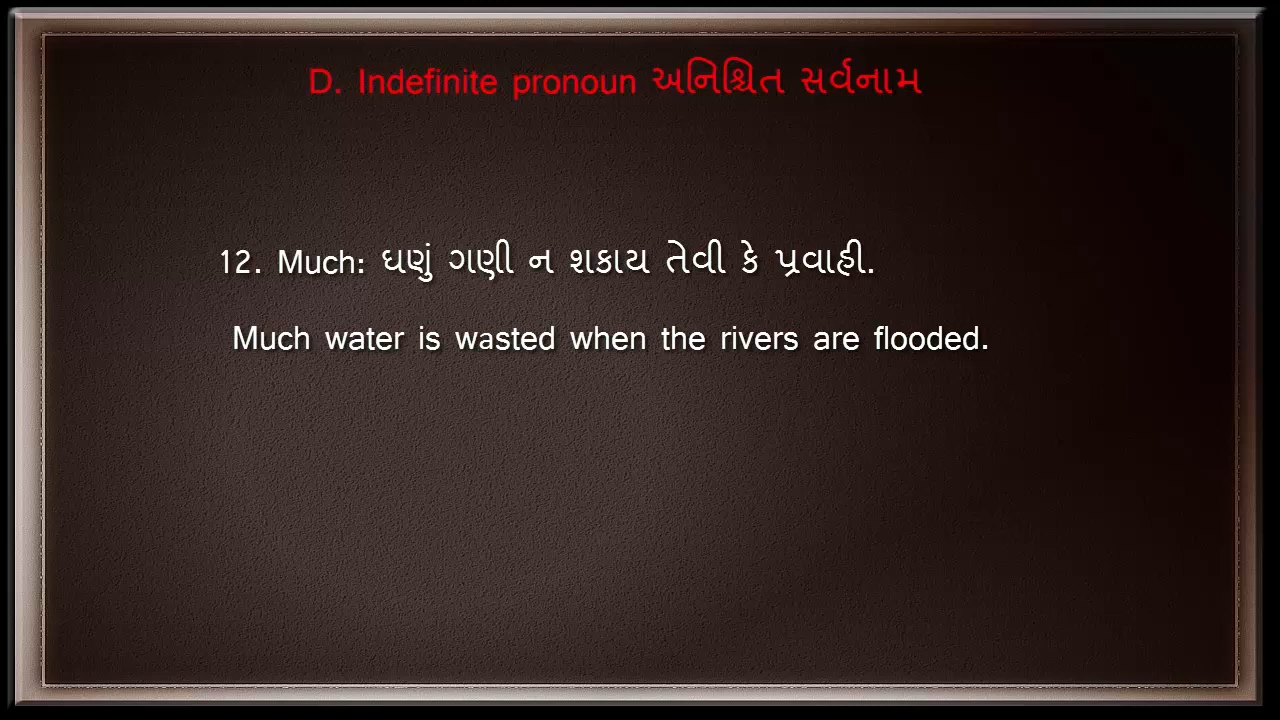 D. Indefinite pronoun અનિશ્ચિત સર્વનામ
12. Much: ઘણું ગણી ન શકાય તેવી કે પ્રવાહી.
Much water is wasted when the rivers are flooded.